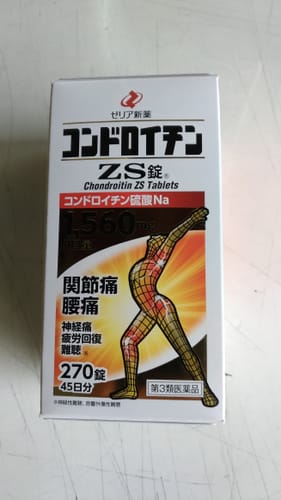 ゼリア新薬
コンドロイチン
ZS錠®
Chondroitin ZS Tablets
コンドロイチン硫酸Na
1,560mg
関節痛
腰痛
神経痛
疲労回復
難聴※
270錠
45日分
第3類医薬品